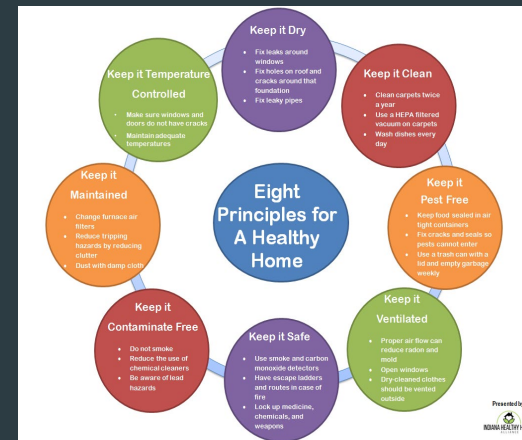 Keep it Dry
• Fix leaks around
windows
• Fix holes on roof and
cracks around that
foundation
• Fix leaky pipes
Keep it Clean
• Clean carpets twice
a year
• Use a HEPA filtered
vacuum on carpets
• Wash dishes every
day
Keep it
Pest Free
• Keep food sealed in air
tight containers
• Fix cracks and seals so
pests cannot enter
• Use a trash can with a
lid and empty garbage
weekly
Keep it
Ventilated
• Proper air flow can
reduce radon and
mold
• Open windows
• Dry-cleaned clothes
should be vented
outside
Keep it Safe
• Use smoke and carbon
monoxide detectors
• Have escape ladders
and routes in case of
fire
• Lock up medicine,
chemicals, and
weapons
Keep it
Contaminate Free
• Do not smoke
• Reduce the use of
chemical cleaners
• Be aware of lead
hazards
Keep it
Maintained
• Change furnace air
filters
• Reduce tripping
hazards by reducing
clutter
• Dust with damp cloth
Keep it Temperature
Controlled
• Make sure windows and
doors do not have cracks
• Maintain adequate
temperatures
Eight
Principles for
A Healthy
Home
Presented by
INDIANA HEALTHY H
ALLIANCE